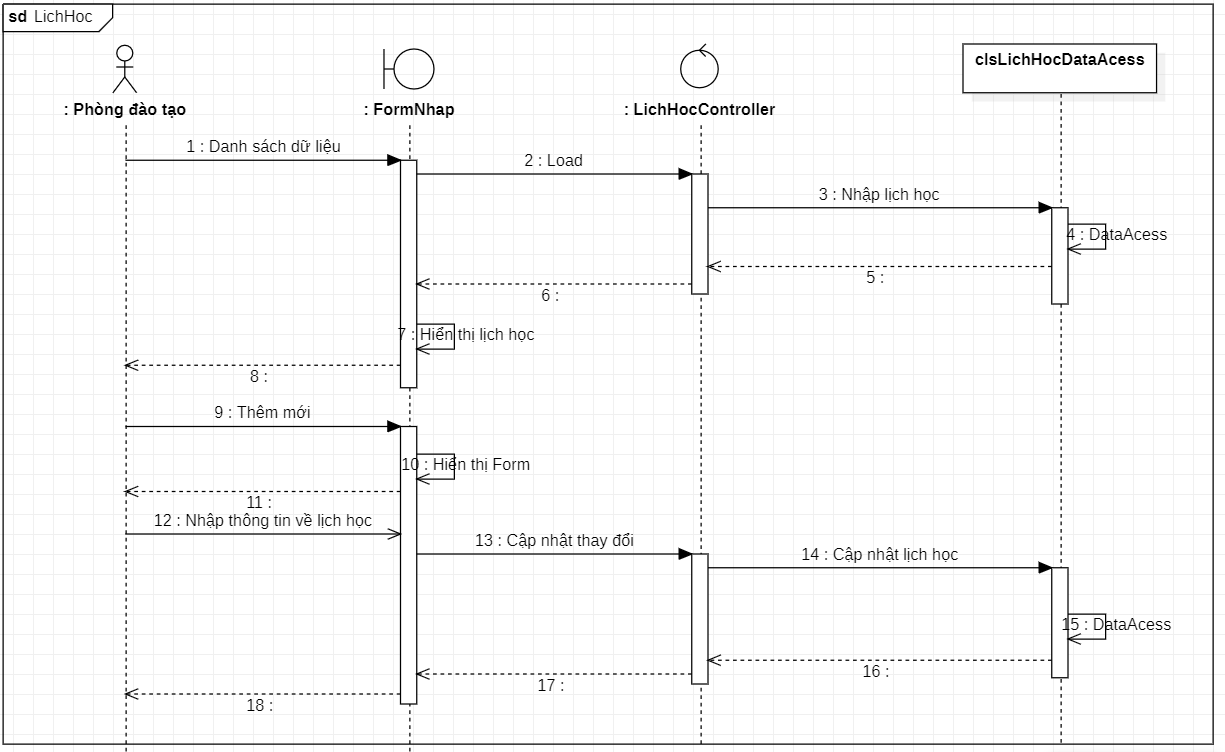 sd LichHoc
: Phòng đào tạo
: FormNhap
: LichHocController
clsLichHocDataAcess
1 : Danh sách dữ liệu
2 : Load
3 : Nhập lịch học
4 : DataAcess
5 :
6 :
7 : Hiển thị lịch học
8 :
9 : Thêm mới
10 : Hiển thị Form
11 :
12 : Nhập thông tin về lịch học
13 : Cập nhật thay đổi
14 : Cập nhật lịch học
15 : DataAcess
16 :
17 :
18 :